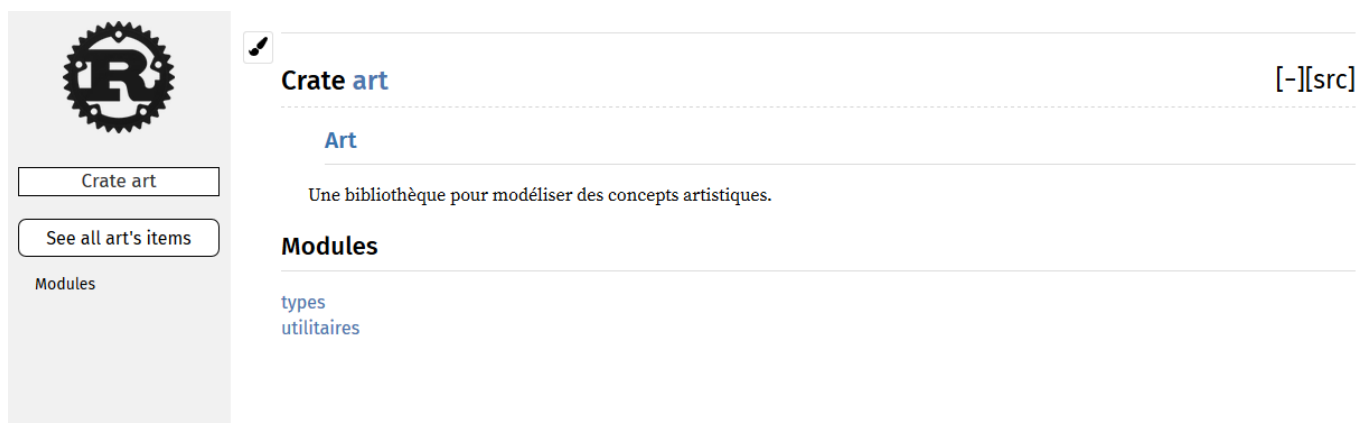 R
Crate art
See all art's items
Modules
Crate art
[-][src]
Art
Une bibliothèque pour modéliser des concepts artistiques.
Modules
types
utilitaires